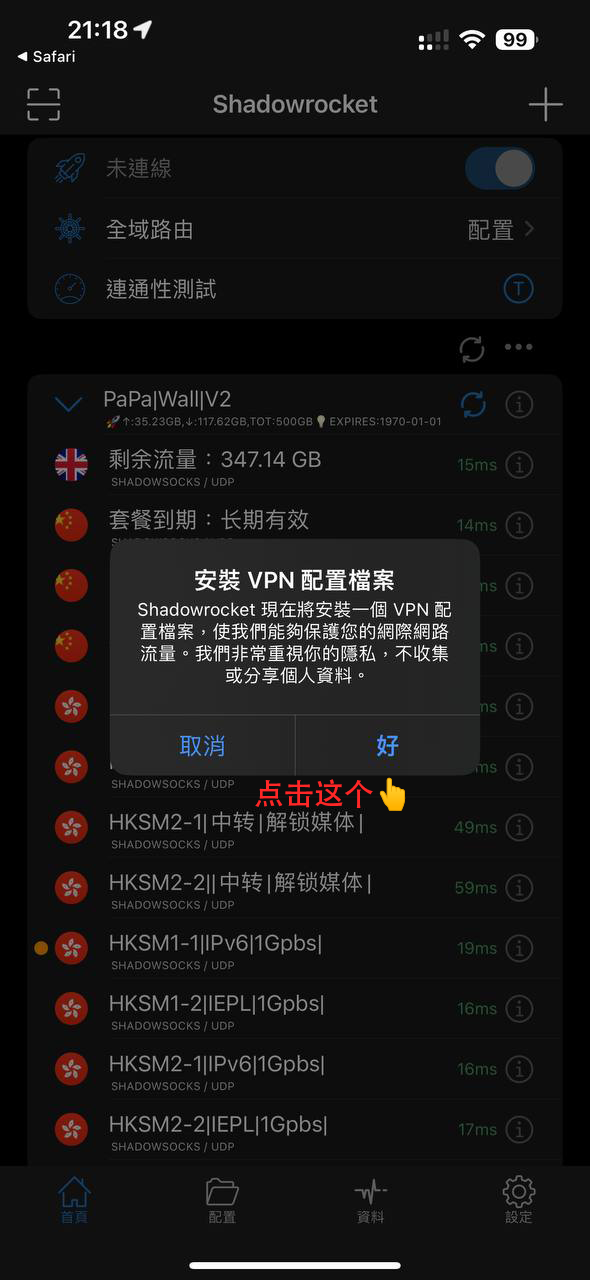 21:18
99
◀ Safari
Shadowrocket
未連線
全域路由
配置
連通性測試
T
PaPa|Wall|V2
🚀↑:35.23GB,↓:117.62GB,TOT:500GB💡EXPIRES:1970-01-01
剩余流量：347.14 GB
SHADOWSOCKS / UDP
15ms
套餐到期：长期有效
SHADOWSOCKS / UDP
14ms
安裝 VPN 配置檔案
Shadowrocket 現在將安裝一個 VPN 配
置檔案，使我們能夠保護您的網際網路
流量。我們非常重視你的隱私，不收集
或分享個人資料。
取消
好
ms
ms
ms
ms
SHADOWSOCKS / UDP
点击这个👆
HKSM2-1|中转|解锁媒体|
SHADOWSOCKS / UDP
49ms
HKSM2-2||中转|解锁媒体|
SHADOWSOCKS / UDP
59ms
HKSM1-1|IPv6|1Gpbs|
SHADOWSOCKS / UDP
19ms
HKSM1-2|IEPL|1Gpbs|
SHADOWSOCKS / UDP
16ms
HKSM2-1|IPv6|1Gpbs|
SHADOWSOCKS / UDP
16ms
HKSM2-2|IEPL|1Gpbs|
SHADOWSOCKS / UDP
17ms
首頁
配置
資料
設定